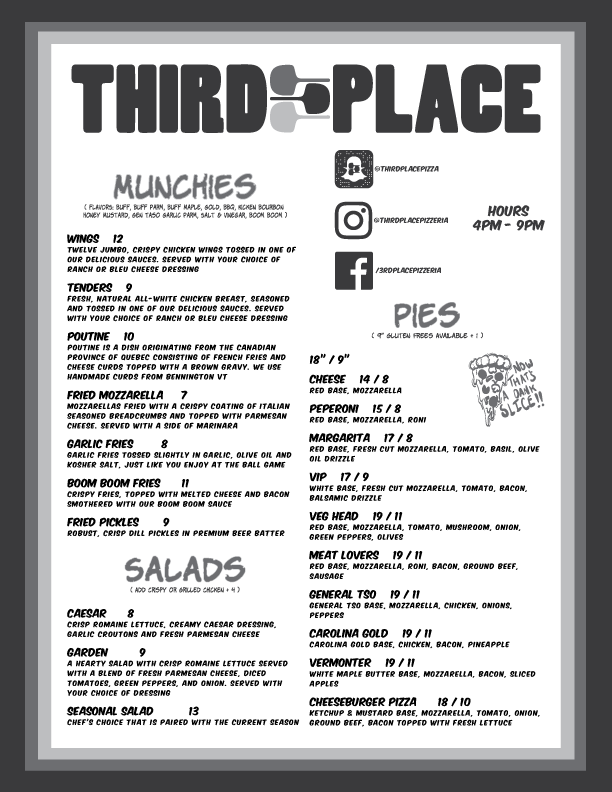 THIRD PLACE
MUNCHIES
( FLAVORS: BUFF, BUFF PARM, BUFF MAPLE, GOLD, BBQ, KICKEN BOURBON
HONEY MUSTARD, GEN TASO GARLIC PARM, SALT & VINEGAR, BOOM BOOM )
WINGS 12
TWELVE JUMBO, CRISPY CHICKEN WINGS TOSSED IN ONE OF
OUR DELICIOUS SAUCES. SERVED WITH YOUR CHOICE OF
RANCH OR BLEU CHEESE DRESSING
TENDERS 9
FRESH, NATURAL ALL-WHITE CHICKEN BREAST, SEASONED
AND TOSSED IN ONE OF OUR DELICIOUS SAUCES. SERVED
WITH YOUR CHOICE OF RANCH OR BLEU CHEESE DRESSING
POUTINE 10
POUTINE IS A DISH ORIGINATING FROM THE CANADIAN
PROVINCE OF QUEBEC CONSISTING OF FRENCH FRIES AND
CHEESE CURDS TOPPED WITH A BROWN GRAVY. WE USE
HANDMADE CURDS FROM BENNINGTON VT
FRIED MOZZARELLA 7
MOZZARELLAS FRIED WITH A CRISPY COATING OF ITALIAN
SEASONED BREADCRUMBS AND TOPPED WITH PARMESAN
CHEESE. SERVED WITH A SIDE OF MARINARA
GARLIC FRIES 8
GARLIC FRIES TOSSED SLIGHTLY IN GARLIC, OLIVE OIL AND
KOSHER SALT, JUST LIKE YOU ENJOY AT THE BALL GAME
BOOM BOOM FRIES 11
CRISPY FRIES, TOPPED WITH MELTED CHEESE AND BACON
SMOTHERED WITH OUR BOOM BOOM SAUCE
FRIED PICKLES 9
ROBUST, CRISP DILL PICKLES IN PREMIUM BEER BATTER
SALADS
( ADD CRISPY OR GRILLED CHICKEN + 4 )
CAESAR 8
CRISP ROMAINE LETTUCE, CREAMY CAESAR DRESSING,
GARLIC CROUTONS AND FRESH PARMESAN CHEESE
GARDEN 9
A HEARTY SALAD WITH CRISP ROMAINE LETTUCE SERVED
WITH A BLEND OF FRESH PARMESAN CHEESE, DICED
TOMATOES, GREEN PEPPERS, AND ONION. SERVED WITH
YOUR CHOICE OF DRESSING
SEASONAL SALAD 13
CHEF'S CHOICE THAT IS PAIRED WITH THE CURRENT SEASON
@THIRDPLACEPIZZA
@THIRDPLACEPIZZERIA
/3RDPLACEPIZZERIA
HOURS
4PM - 9PM
PIES
( 9" GLUTEN FREES AVAILABLE + 1 )
18" / 9"
NOW
THAT'S
A DANK
SLICE!!
CHEESE 14 / 8
RED BASE, MOZZARELLA
PEPERONI 15 / 8
RED BASE, MOZZARELLA, RONI
MARGARITA 17 / 8
RED BASE, FRESH CUT MOZZARELLA, TOMATO, BASIL, OLIVE
OIL DRIZZLE
VIP 17 / 9
WHITE BASE, FRESH CUT MOZZARELLA, TOMATO, BACON,
BALSAMIC DRIZZLE
VEG HEAD 19 / 11
RED BASE, MOZZARELLA, TOMATO, MUSHROOM, ONION,
GREEN PEPPERS, OLIVES
MEAT LOVERS 19 / 11
RED BASE, MOZZARELLA, RONI, BACON, GROUND BEEF,
SAUSAGE
GENERAL TSO 19 / 11
GENERAL TSO BASE, MOZZARELLA, CHICKEN, ONIONS,
PEPPERS
CAROLINA GOLD 19 / 11
CAROLINA GOLD BASE, CHICKEN, BACON, PINEAPPLE
VERMONTER 19 / 11
WHITE MAPLE BUTTER BASE, MOZZARELLA, BACON, SLICED
APPLES
CHEESEBURGER PIZZA 18 / 10
KETCHUP & MUSTARD BASE, MOZZARELLA, TOMATO, ONION,
GROUND BEEF, BACON TOPPED WITH FRESH LETTUCE